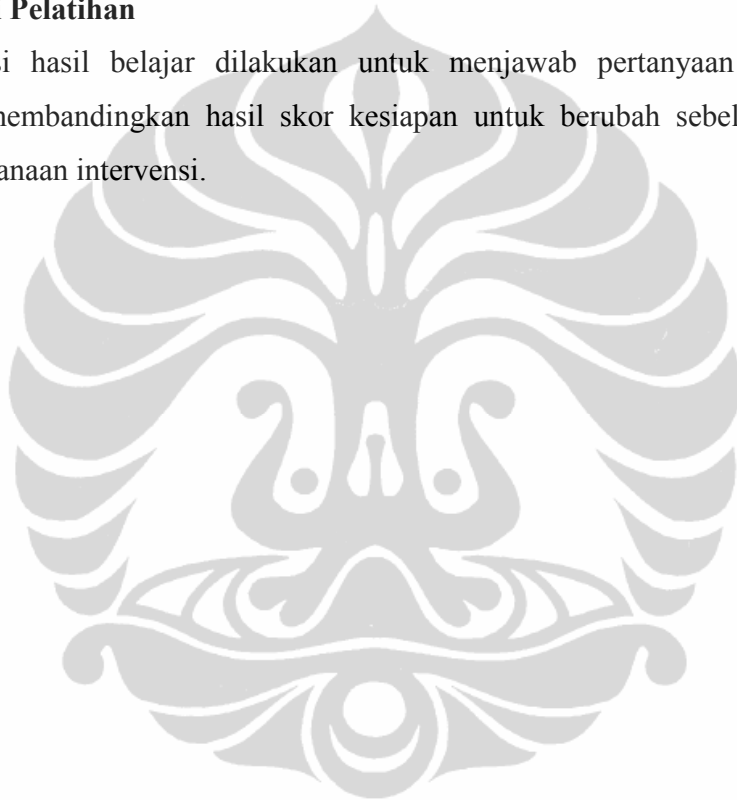 Pelatihan
si hasil belajar dilakukan untuk menjawab pertanyaan
membandingkan hasil skor kesiapan untuk berubah sebel
anaan intervensi.